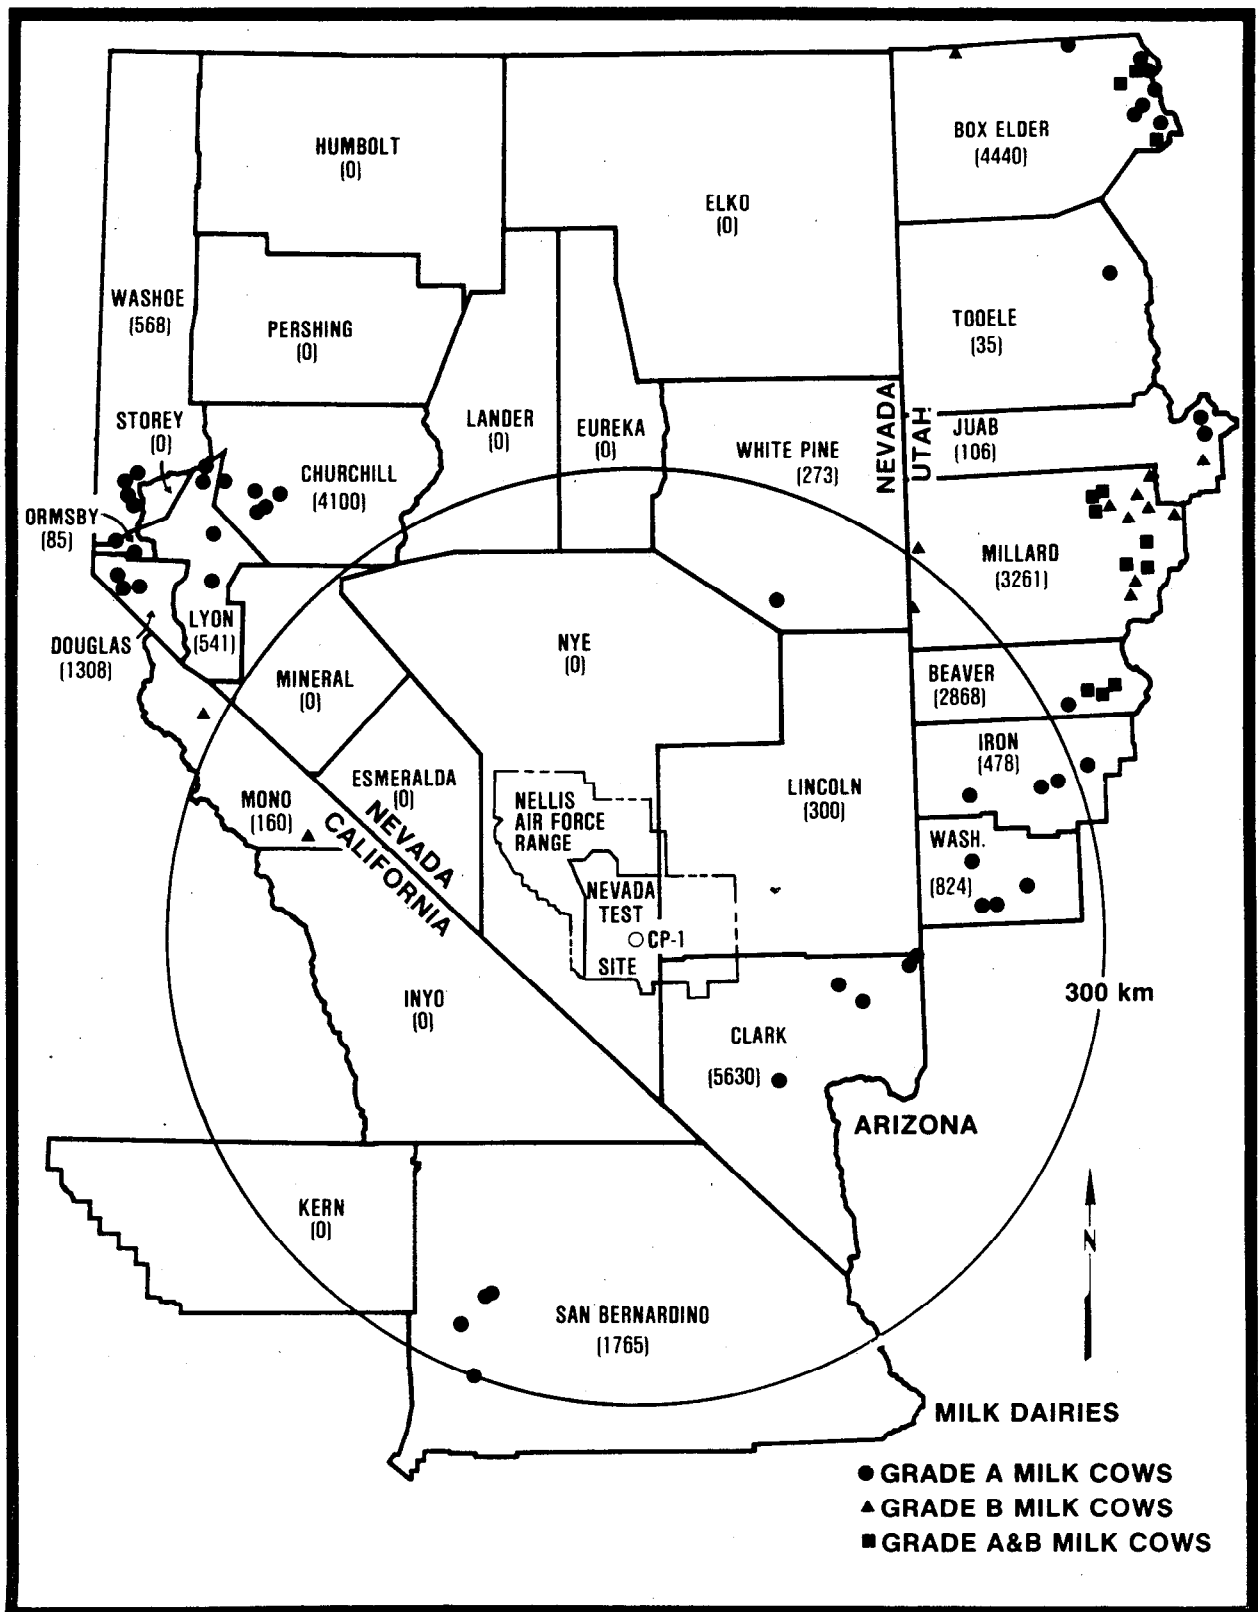 HUMBOLT
(0)
BOX ELDER
(4440)
ELKO
(0)
WASHOE
(568)
PERSHING
(0)
TOOELE
(35)
STOREY
(0)
LANDER
(0)
EUREKA
(0)
WHITE PINE
(273)
NEVADA
UTAH
JUAB
(106)
CHURCHILL
(4100)
ORMSBY
(85)
MILLARD
(3261)
DOUGLAS
(1308)
LYON
(541)
NYE
(0)
MINERAL
(0)
BEAVER
(2868)
IRON
(478)
ESMERALDA
(0)
MONO
(160)
NEVADA
CALIFORNIA
NELLIS
AIR FORCE
RANGE
LINCOLN
(300)
WASH.
(824)
NEVADA
TEST
CP-1
SITE
INYO
(0)
300 km
CLARK
(5630)
ARIZONA
KERN
(0)
N
SAN BERNARDINO
(1765)
MILK DAIRIES
GRADE A MILK COWS
GRADE B MILK COWS
GRADE A&B MILK COWS